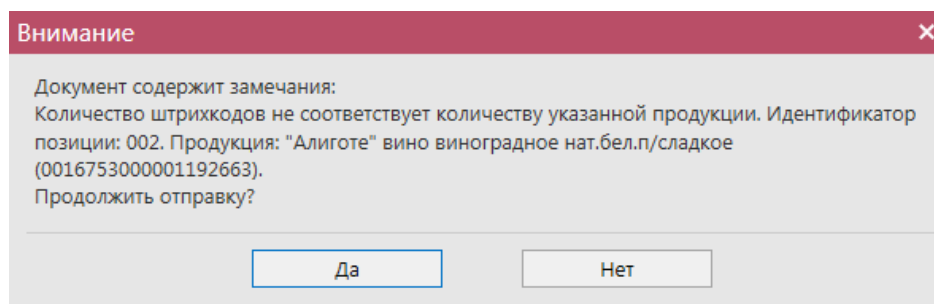 Внимание
Документ содержит замечания:
Количество штрихкодов не соответствует количеству указанной продукции. Идентификатор
позиции: 002. Продукция: "Алиготе" вино виноградное нат.бел.п/сладкое
(0016753000001192663).
Продолжить отправку?
Да Нет